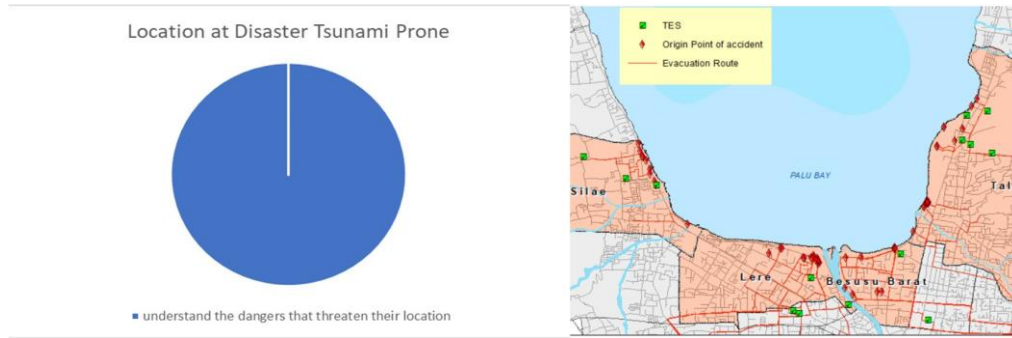 Location at Disaster Tsunami Prone
understand the dangers that threaten their location
TES
Origin Point of accident
Evacuation Route
PALU BAY
Silae
Tal
Lere
Besusu Barat